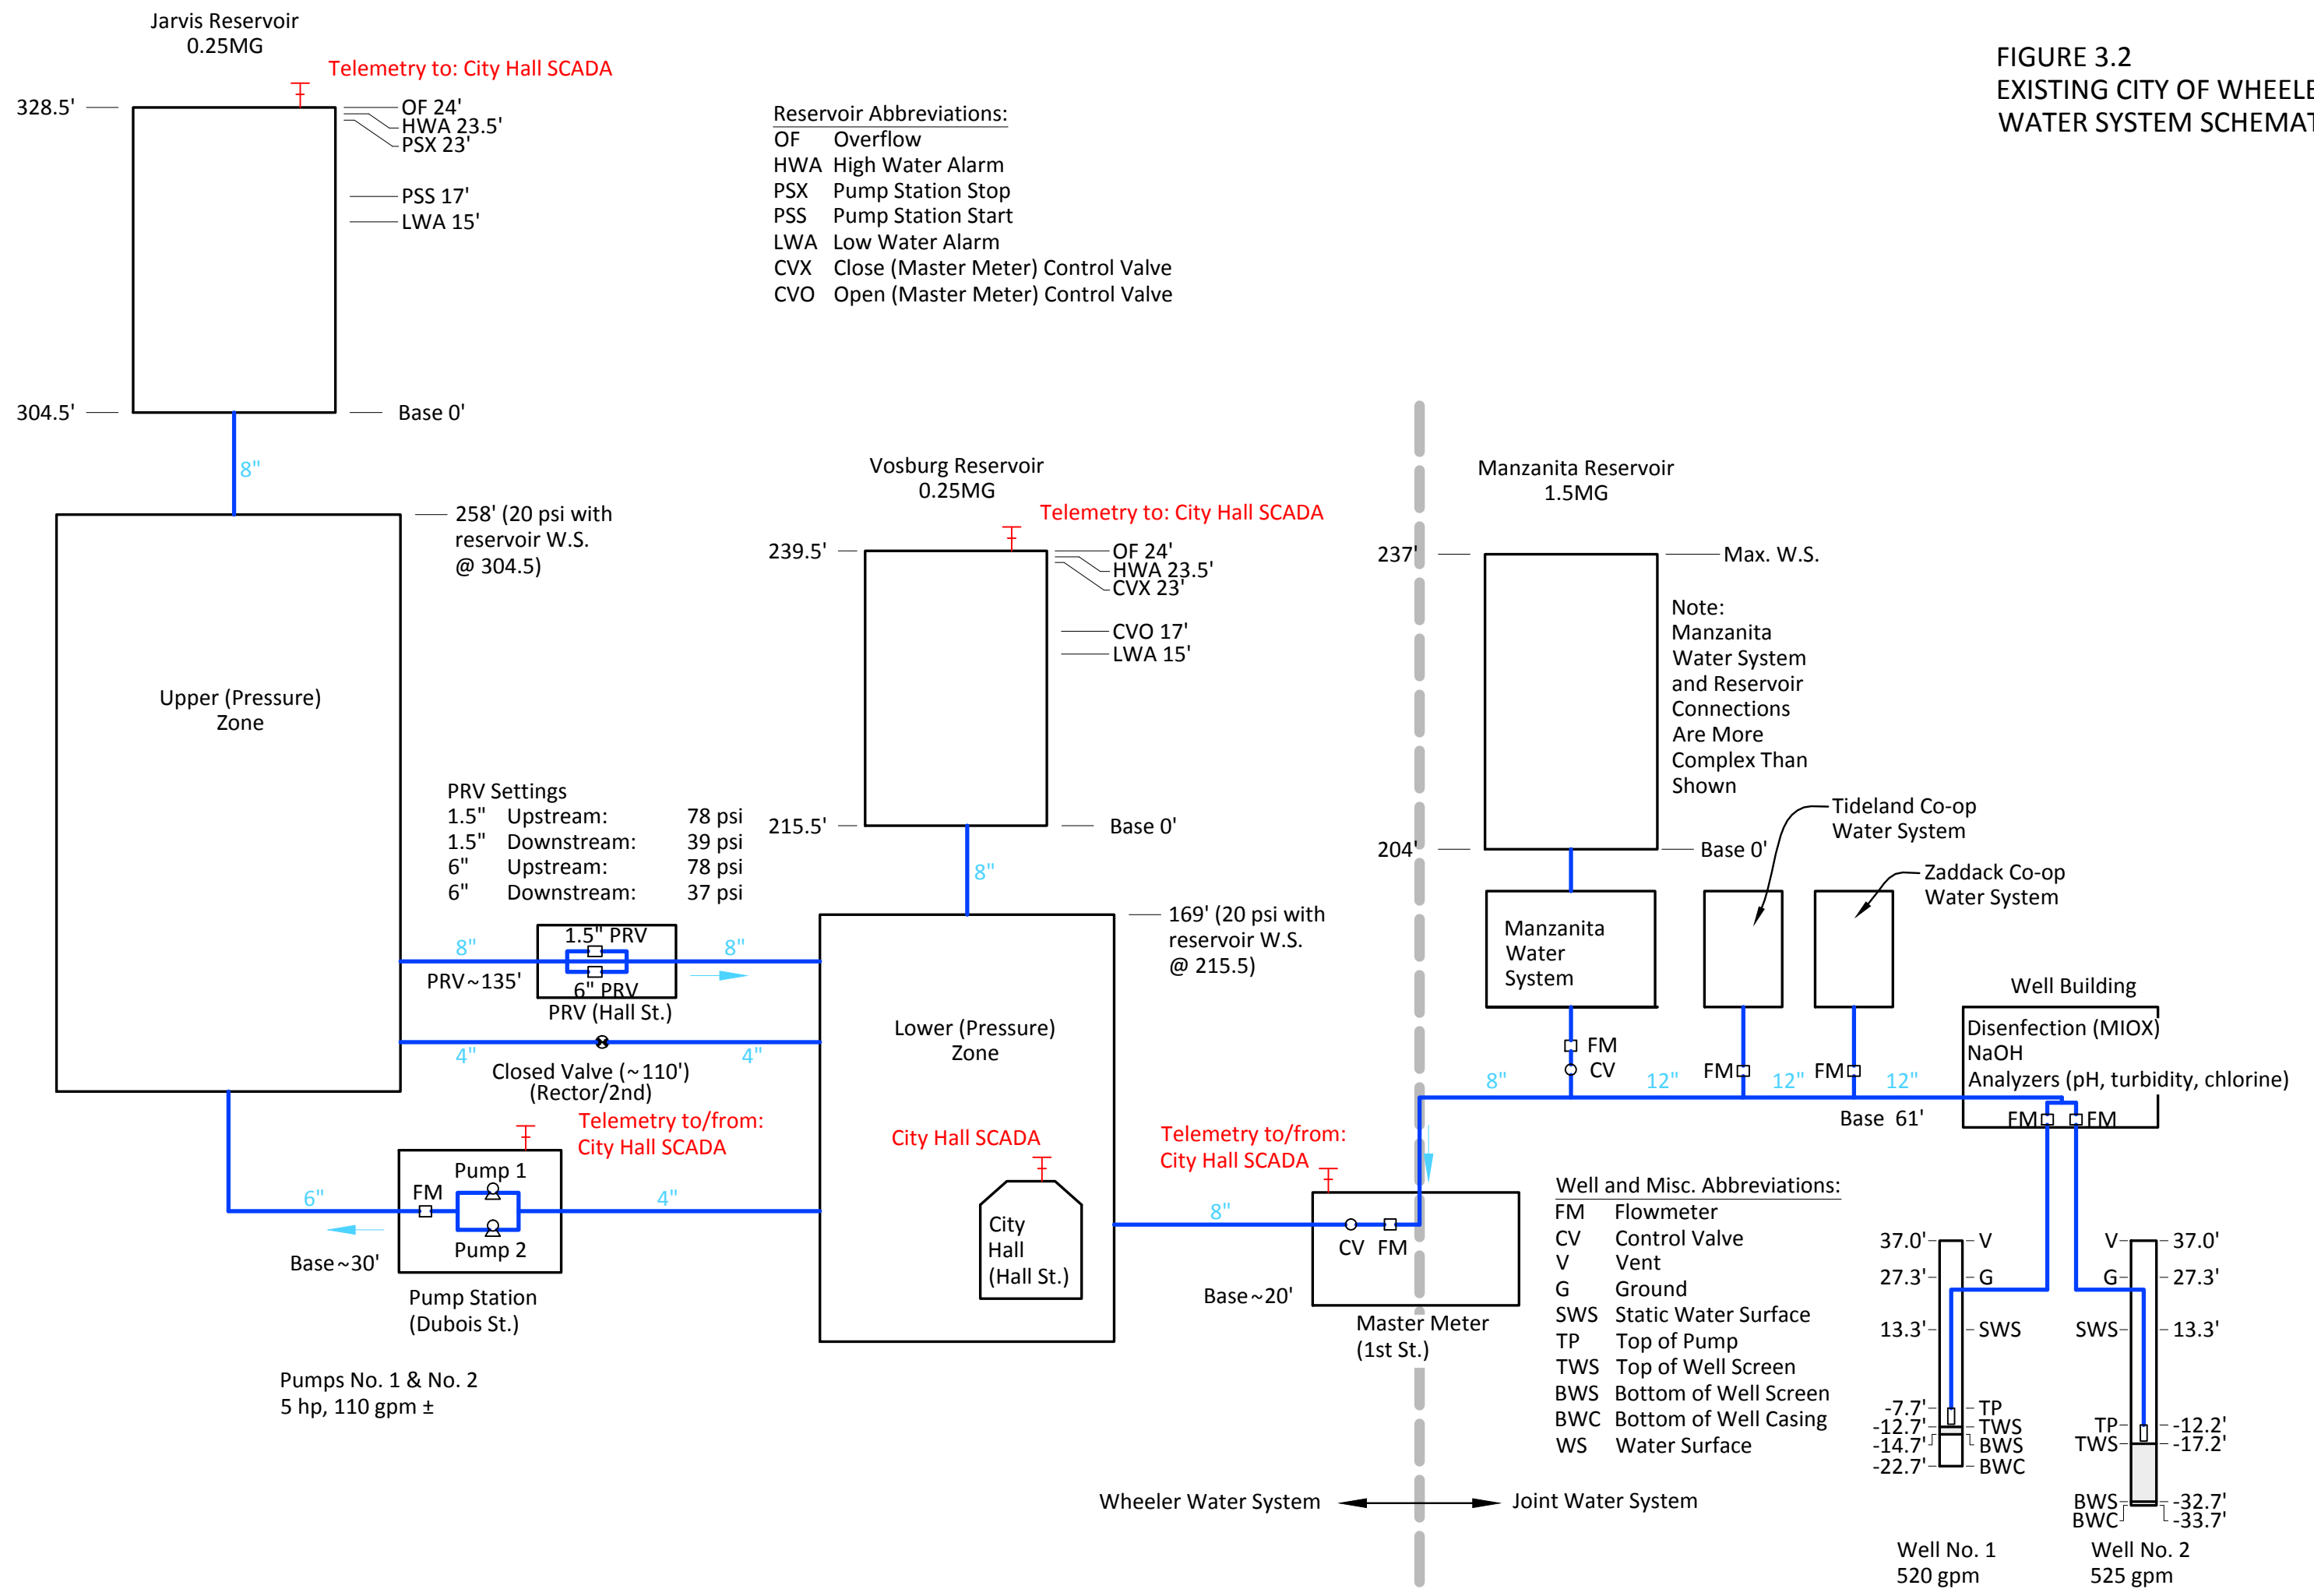 Jarvis Reservoir
0.25MG
Telemetry to: City Hall SCADA
328.5'
OF 24'
HWA 23.5'
PSX 23'
PSS 17'
LWA 15'
304.5'
Base 0'
8"
FIGURE 3.2
EXISTING CITY OF WHEELE
WATER SYSTEM SCHEMAT
Reservoir Abbreviations:
OF Overflow
HWA High Water Alarm
PSX Pump Station Stop
PSS Pump Station Start
LWA Low Water Alarm
CVX Close (Master Meter) Control Valve
CVO Open (Master Meter) Control Valve
258' (20 psi with
reservoir W.S.
@ 304.5)
Upper (Pressure)
Zone
Vosburg Reservoir
0.25MG
Telemetry to: City Hall SCADA
239.5'
OF 24'
HWA 23.5'
CVX 23'
CVO 17'
LWA 15'
215.5'
Base 0'
8"
169' (20 psi with
reservoir W.S.
@ 215.5)
Manzanita Reservoir
1.5MG
237'
Max. W.S.
Note:
Manzanita
Water System
and Reservoir
Connections
Are More
Complex Than
Shown
204'
Base 0'
Tideland Co-op
Water System
Zaddack Co-op
Water System
PRV Settings
1.5" Upstream: 78 psi
1.5" Downstream: 39 psi
6" Upstream: 78 psi
6" Downstream: 37 psi
8"
PRV~135'
1.5" PRV
6" PRV
PRV (Hall St.)
8"
4"
4"
Closed Valve (~110')
(Rector/2nd)
Telemetry to/from:
City Hall SCADA
6"
FM
Pump 1
Pump 2
4"
Base~30'
Pump Station
(Dubois St.)
Pumps No. 1 & No. 2
5 hp, 110 gpm ±
Lower (Pressure)
Zone
City Hall SCADA
City
Hall
(Hall St.)
Telemetry to/from:
City Hall SCADA
8"
CV FM
Base~20'
Master Meter
(1st St.)
Manzanita
Water
System
FM
CV
8"
12"
FM
12"
FM
12"
Base 61'
Well Building
Disenfection (MIOX)
NaOH
Analyzers (pH, turbidity, chlorine)
FM
FM
Well and Misc. Abbreviations:
FM Flowmeter
CV Control Valve
V Vent
G Ground
SWS Static Water Surface
TP Top of Pump
TWS Top of Well Screen
BWS Bottom of Well Screen
BWC Bottom of Well Casing
WS Water Surface
37.0' V
27.3' G
13.3' SWS
-7.7' TP
-12.7' TWS
-14.7' BWS
-22.7' BWC
Well No. 1
520 gpm
V 37.0'
G 27.3'
SWS 13.3'
TP -12.2'
TWS -17.2'
BWS -32.7'
BWC -33.7'
Well No. 2
525 gpm
Wheeler Water System
Joint Water System